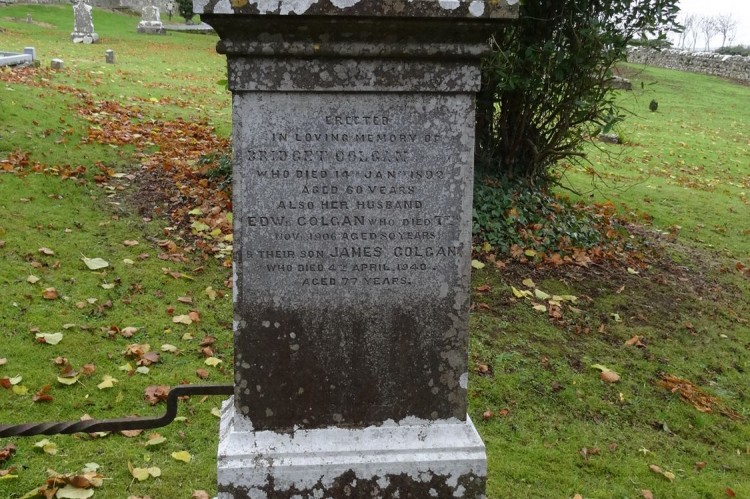 ERECTED
IN LOVING MEMORY OF
BRIDGET COLGAN
WHO DIED 14TH JANY 1892
AGED 60 YEARS
ALSO HER HUSBAND
EDW. COLGAN WHO DIED 7TH
NOV. 1906 AGED 80 YEARS
& THEIR SON JAMES COLGAN
WHO DIED 4TH APRIL 1940.
AGED 77 YEARS.